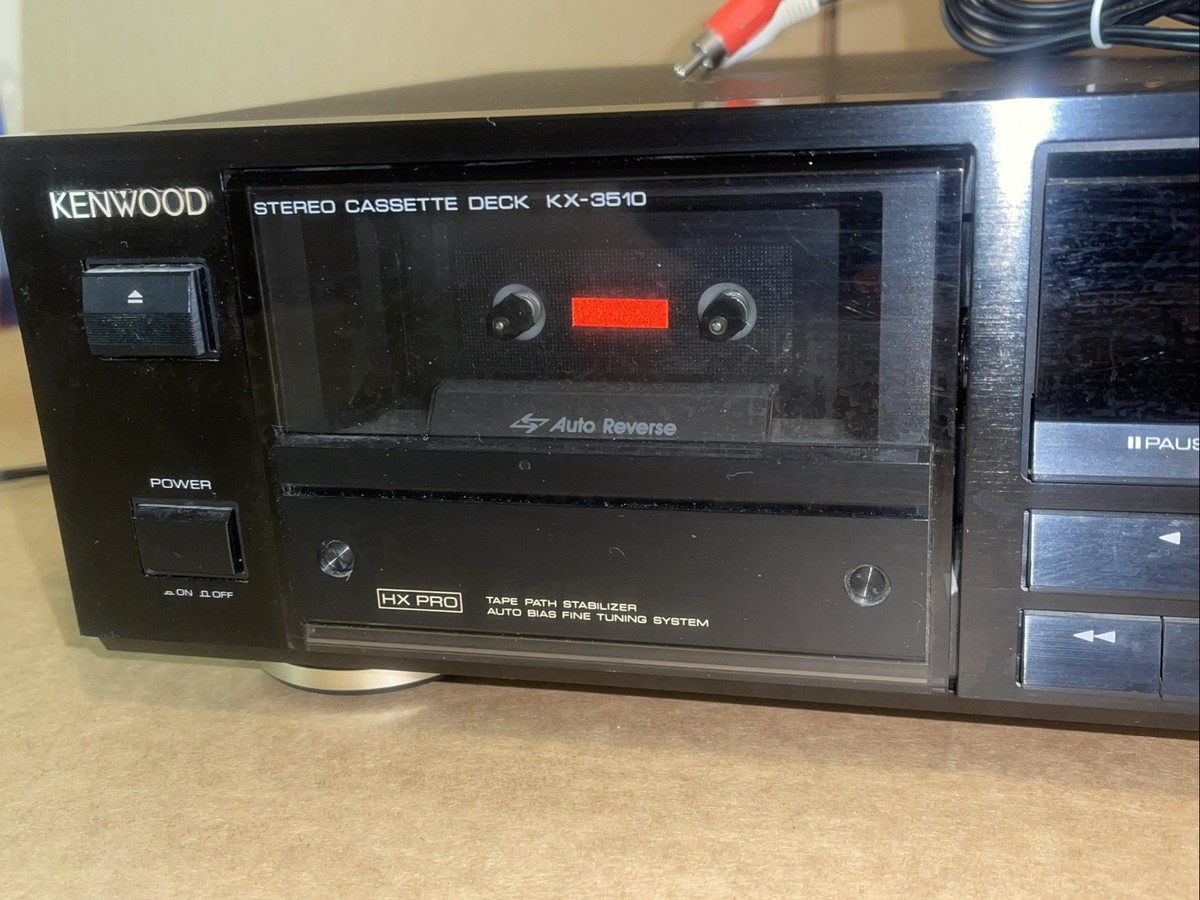 KENWOOD
STEREO CASSETTE DECK KX-3510
Auto Reverse
POWER
ON OFF
HX PRO
TAPE PATH STABILIZER
AUTO BIAS FINE TUNING SYSTEM
PAUS